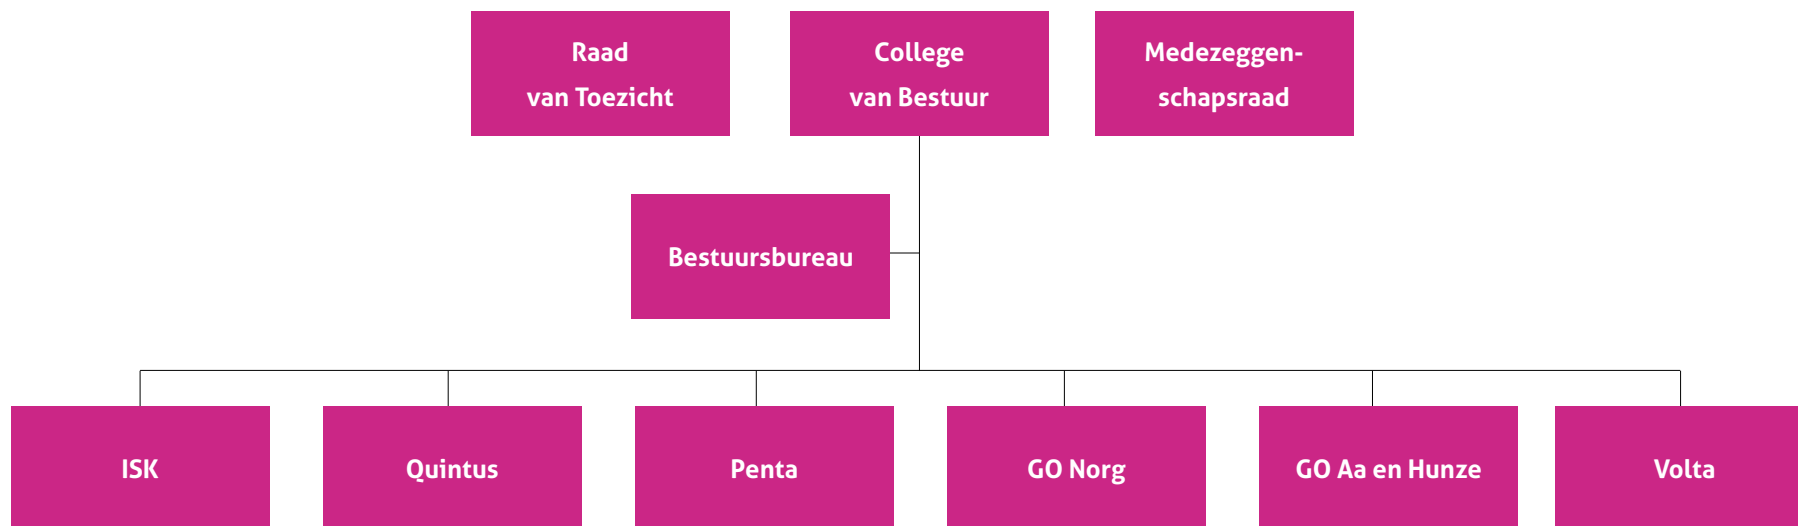 Raad
van Toezicht
College
van Bestuur
Medezeggen-
schapsraad
Bestuursbureau
ISK
Quintus
Penta
GO Norg
GO Aa en Hunze
Volta